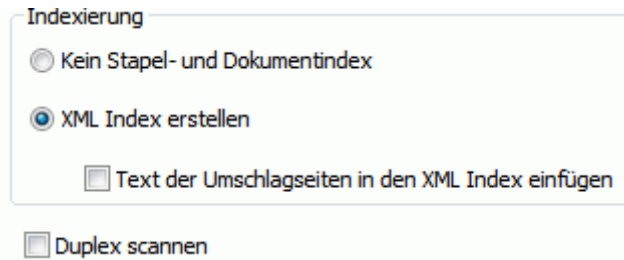 Indexierung
Kein Stapel- und Dokumentindex
XML Index erstellen
Text der Umschlagseiten in den XML Index einfügen
Duplex scannen